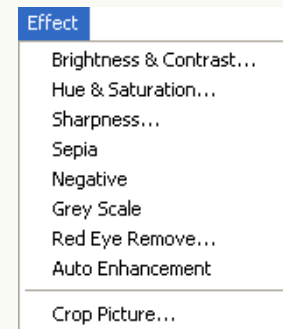 Effect
Brightness & Contrast...
Hue & Saturation...
Sharpness...
Sepia
Negative
Grey Scale
Red Eye Remove...
Auto Enhancement
Crop Picture...